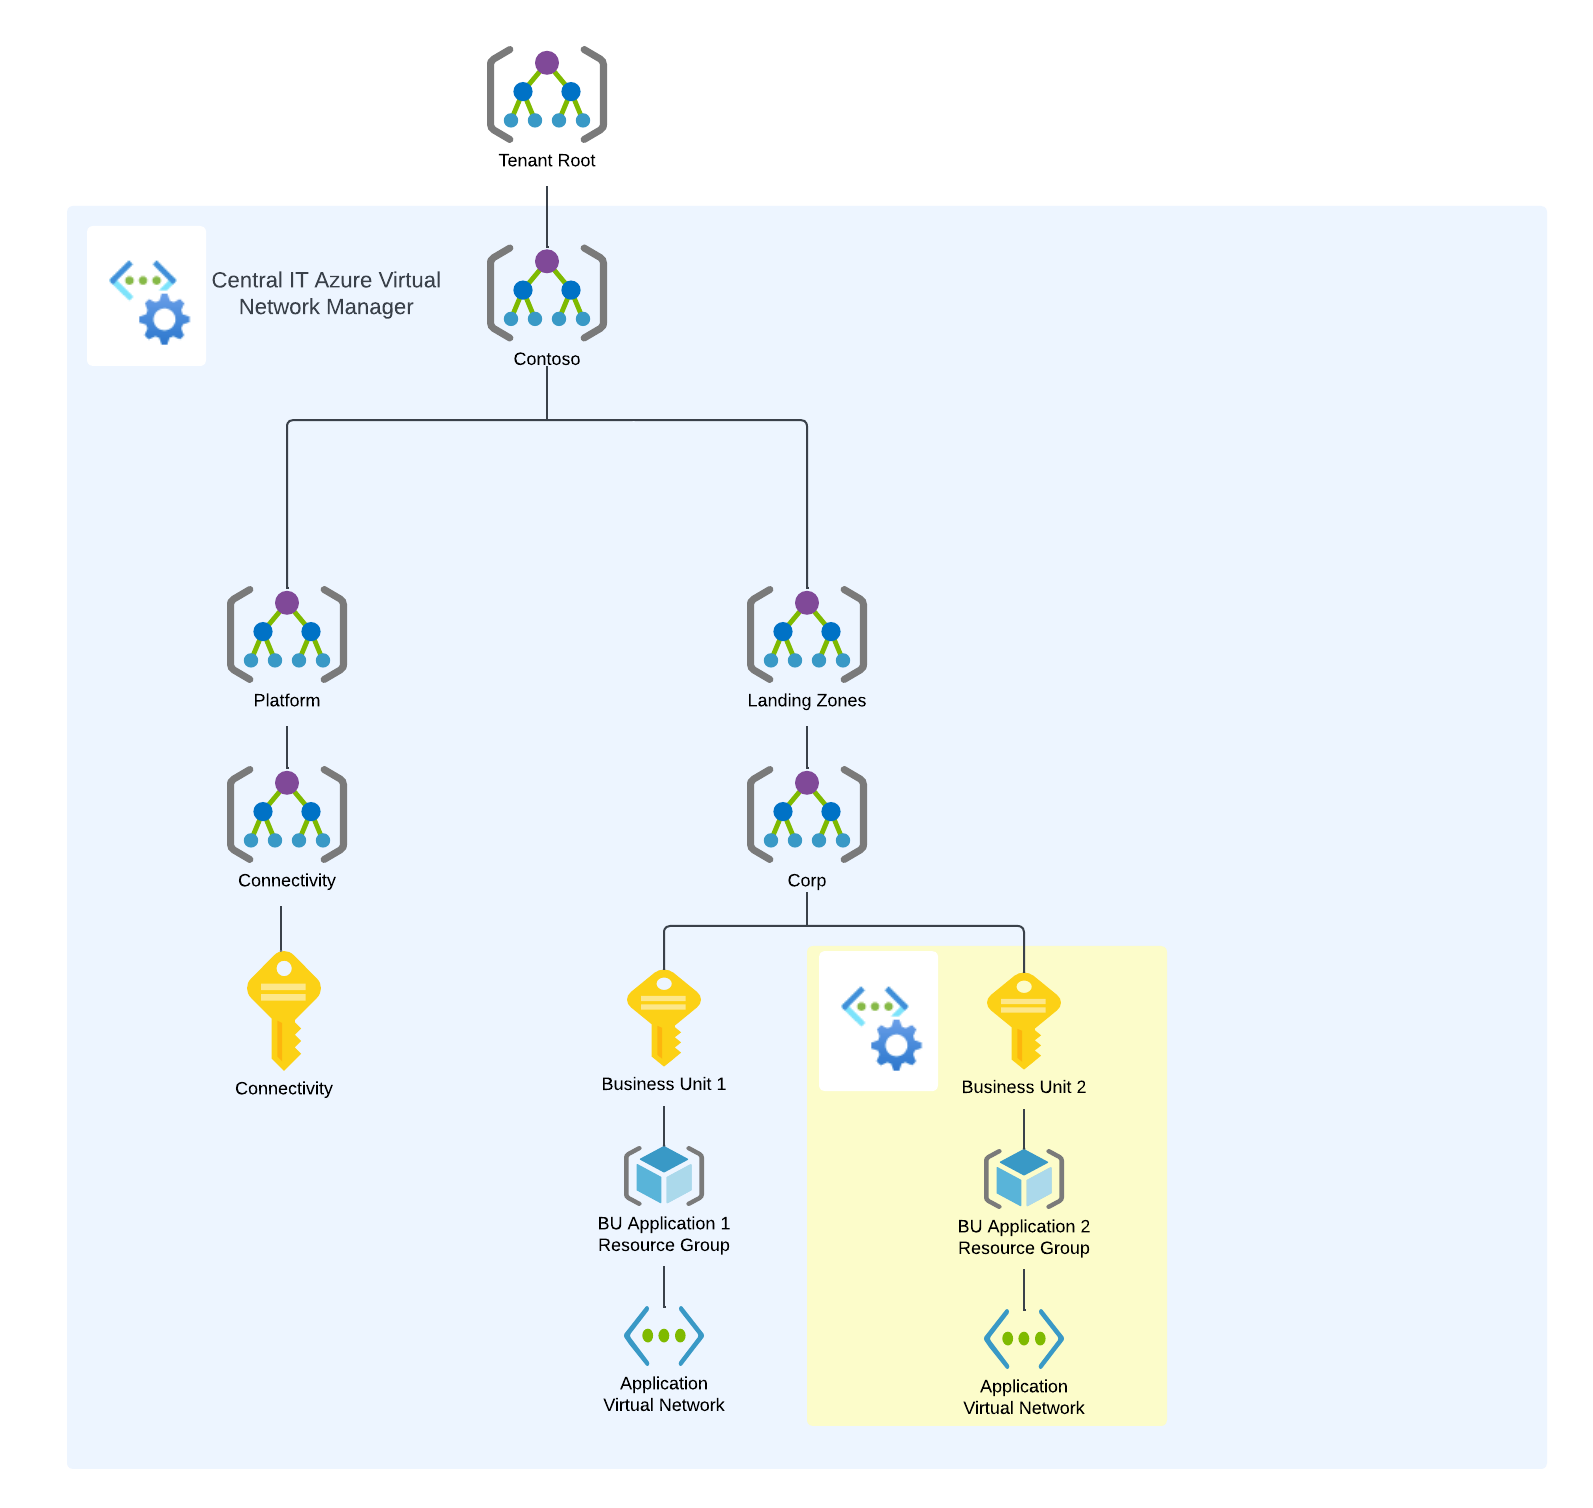 Tenant Root
Central IT Azure Virtual
Network Manager
Contoso
Platform
Landing Zones
Connectivity
Corp
Connectivity
Business Unit 1
Business Unit 2
BU Application 1
Resource Group
BU Application 2
Resource Group
Application
Virtual Network
Application
Virtual Network